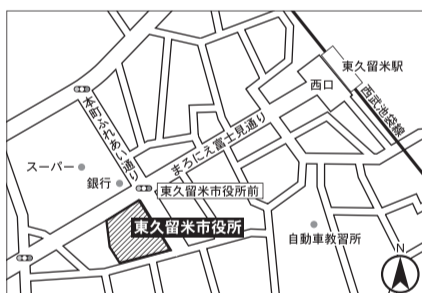 東久留米駅
西口
西武池袋線
本町ふれあい通り
まろにえ富士見通り
スーパー
銀行
東久留米市役所前
東久留米市役所
自動車教習所
N